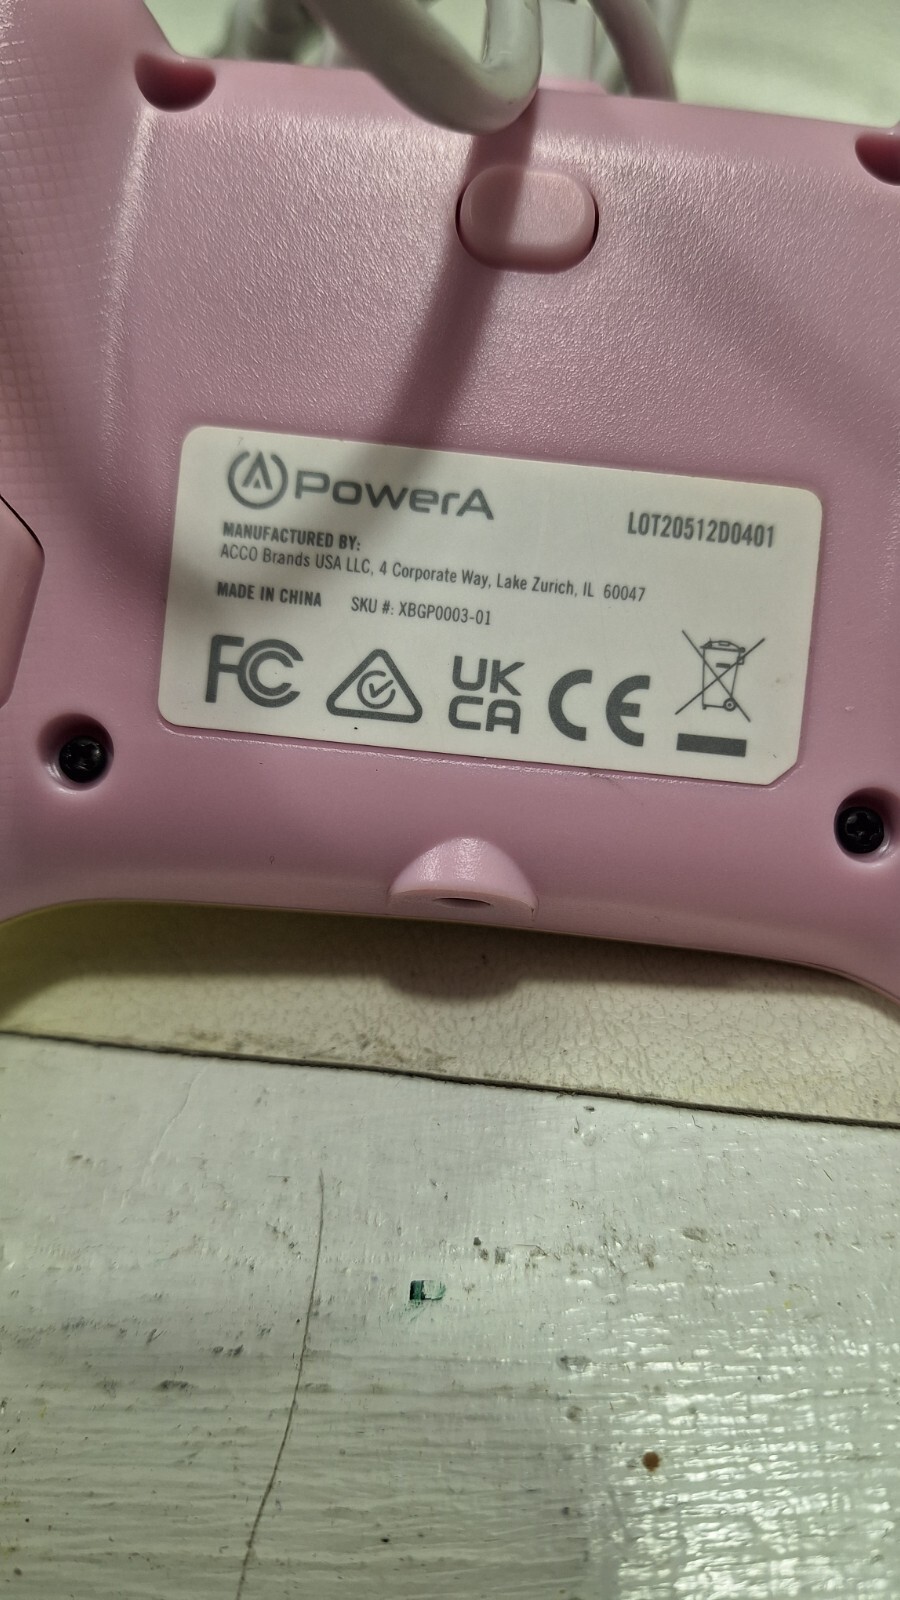 PowerA
LOT20512D0401
MANUFACTURED BY:
ACCO Brands USA LLC, 4 Corporate Way, Lake Zurich, IL 60047
MADE IN CHINA SKU #: XBGP0003-01
FC UK CA CE